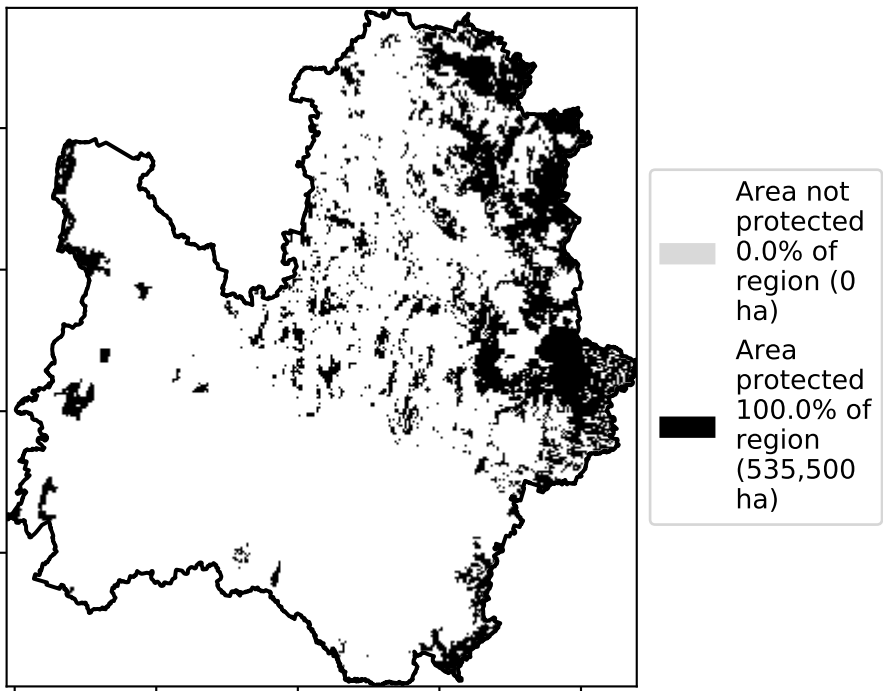 Area not
protected
0.0% of
region (0
ha)
Area
protected
100.0% of
region
(535,500
ha)